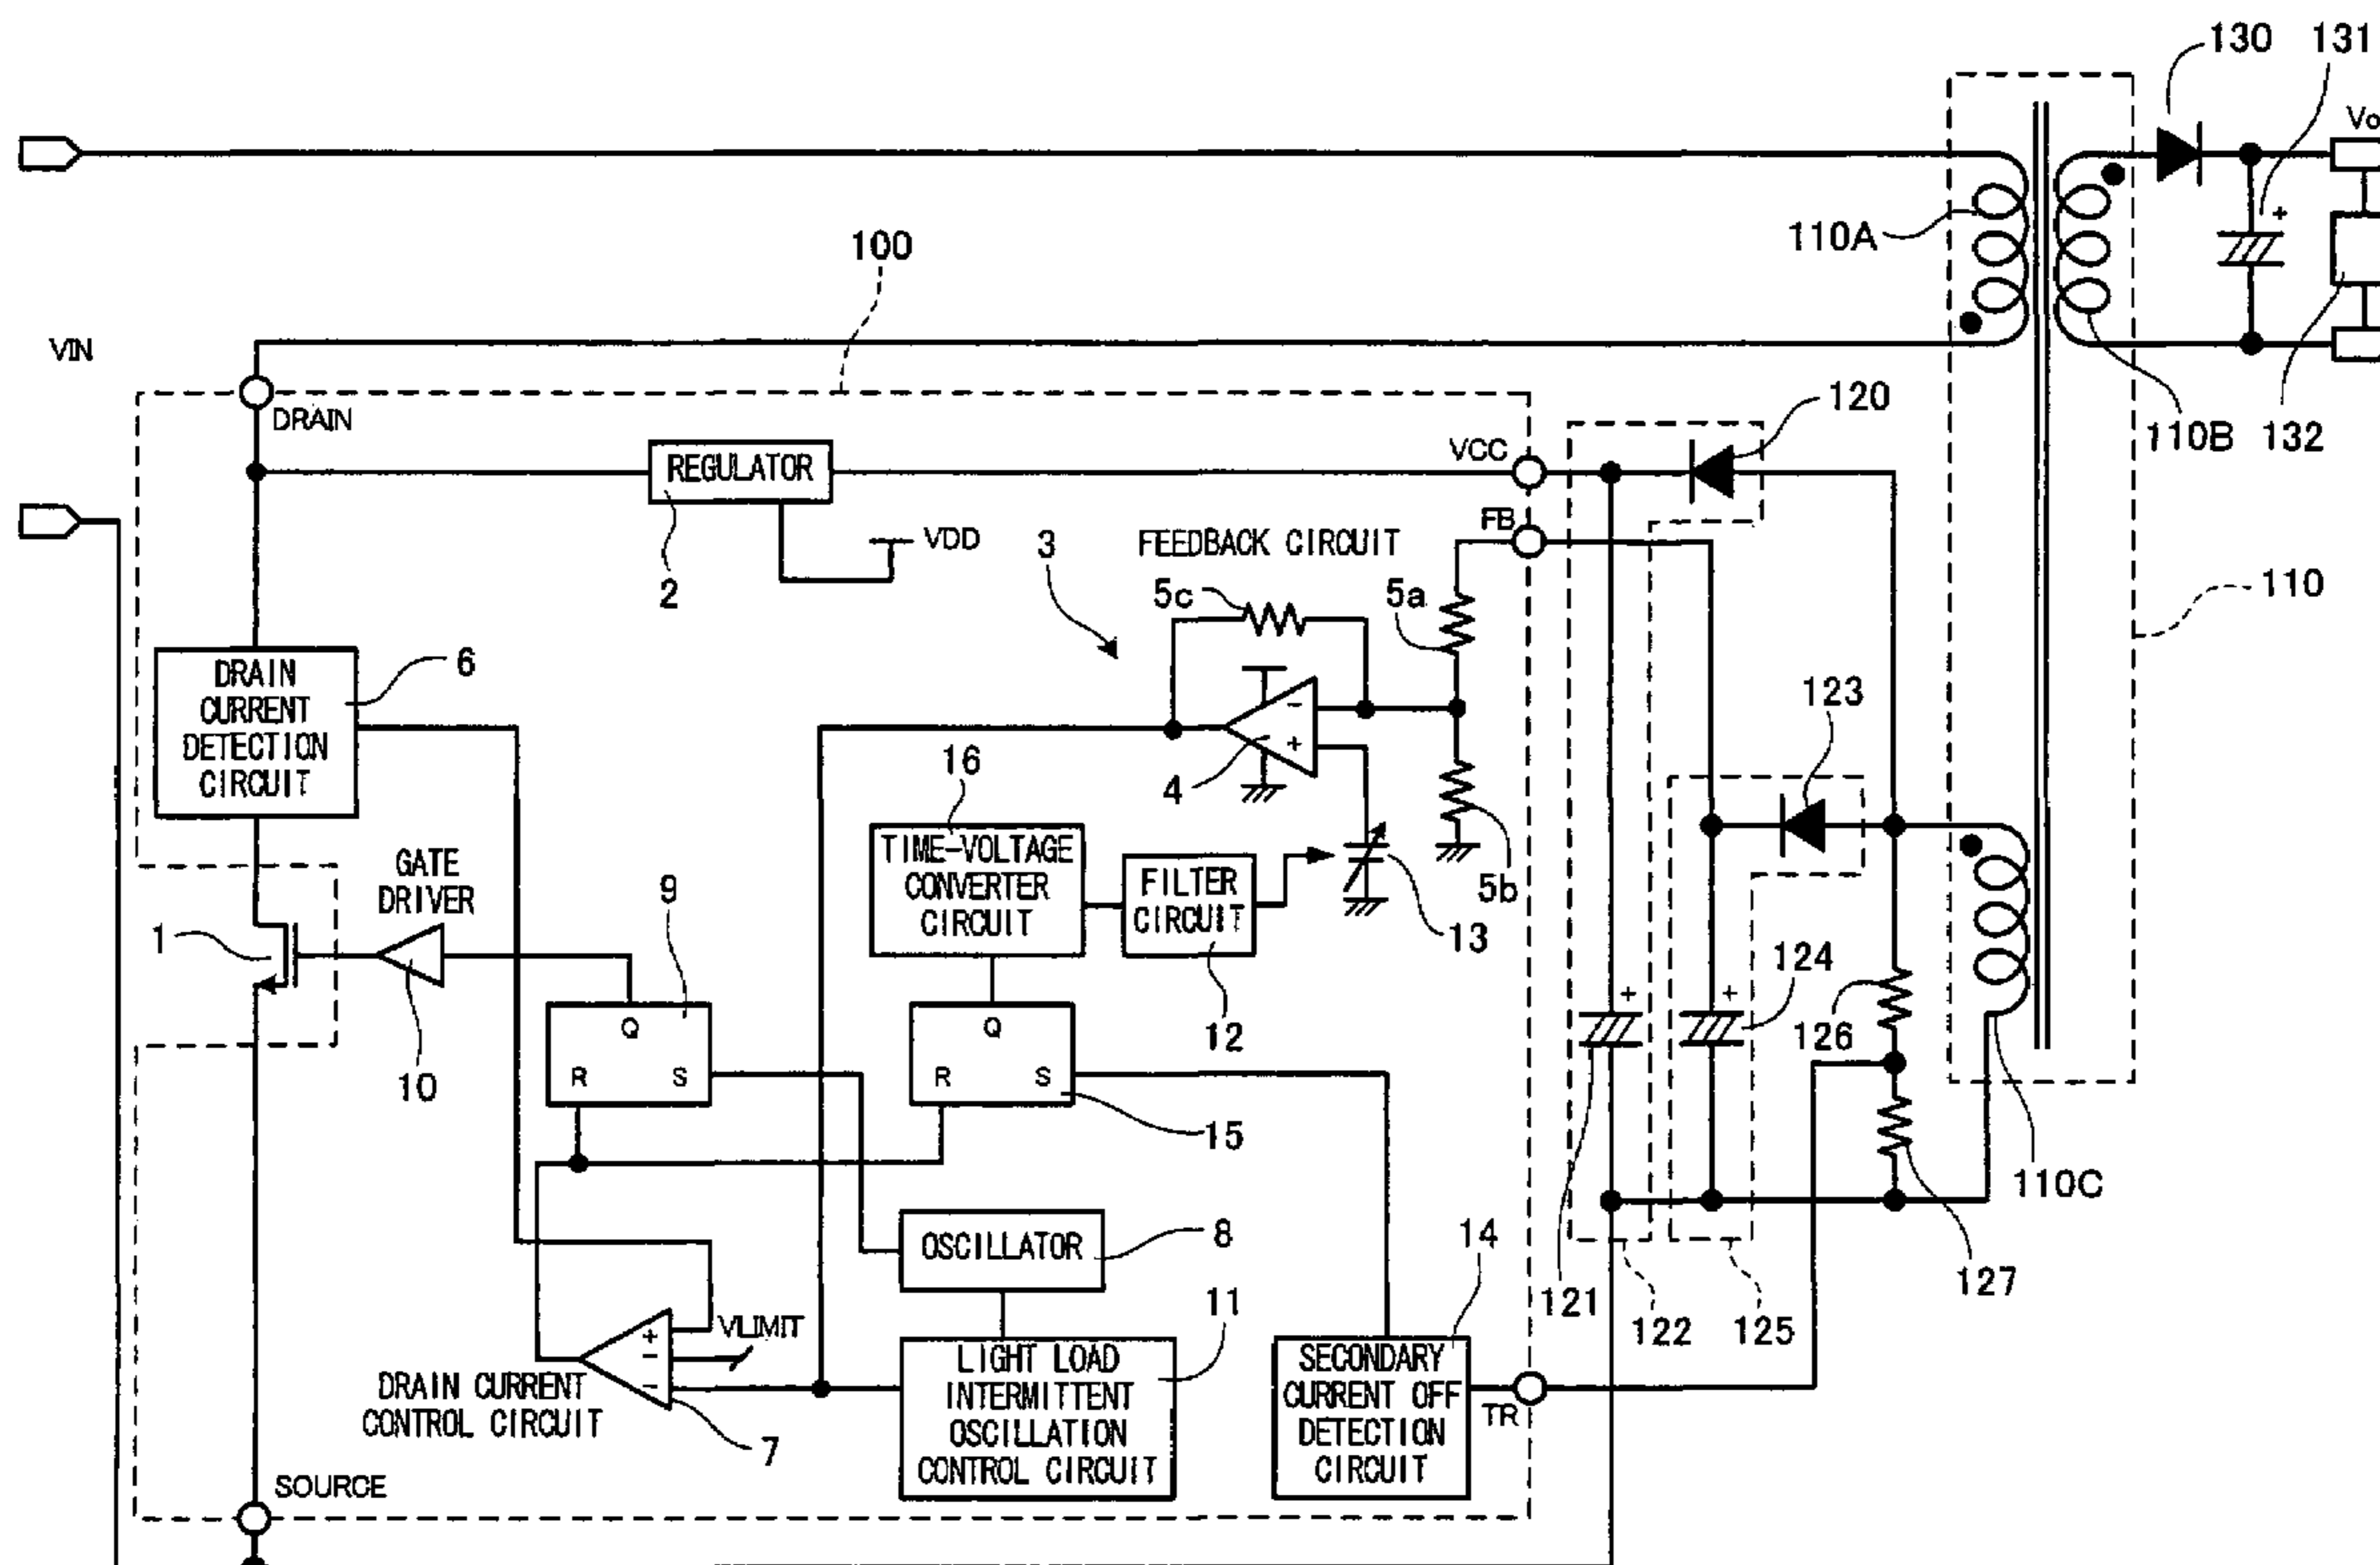 130 131
Vo
110A
100
VIN
DRAIN
110B 132
120
VCC
REGULATOR
FB
VDD
3 FEEDBACK CIRCUIT
2
5c
5a
110
6
DRAIN
CURRENT
DETECTION
CIRCUIT
-
+
4
123
16
TIME-VOLTAGE
CONVERTER
CIRCUIT
FILTER
CIRCUIT
5b
13
GATE
DRIVER
9
1
124
+
+
10
Q
R S
Q
R S
12
126
15
110C
OSCILLATOR
8
14
127
121
122
125
11
+
-
-
VLIMIT
DRAIN CURRENT
CONTROL CIRCUIT
7
LIGHT LOAD
INTERMITTENT
OSCILLATION
CONTROL CIRCUIT
SECONDARY
CURRENT OFF
DETECTION
CIRCUIT
TR
SOURCE
+